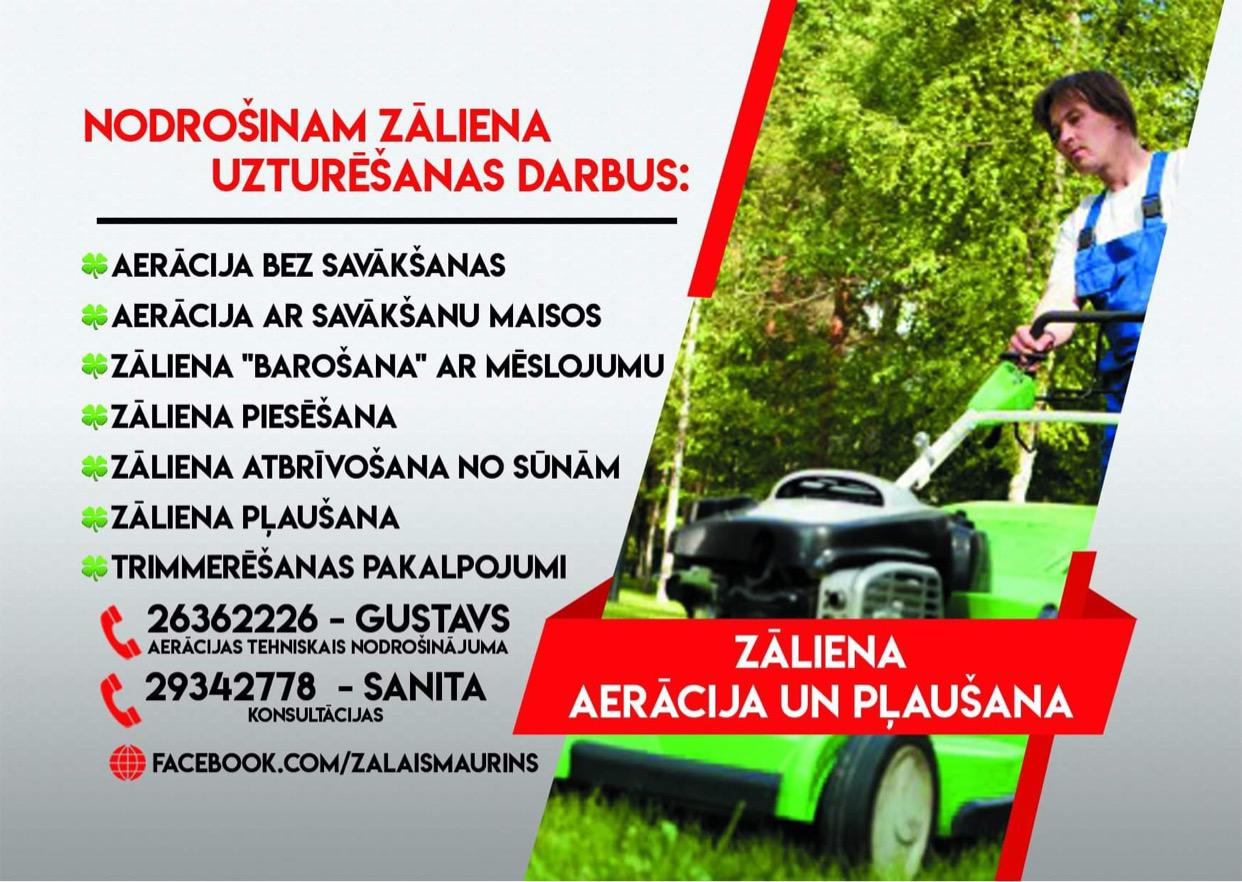 NODROŠINAM ZĀLIENA
UZTURĒŠANAS DARBUS:
AERĀCIJA BEZ SAVĀKŠANAS
AERĀCIJA AR SAVĀKŠANU MAISOS
ZĀLIENA "BAROŠANA" AR MĒSLOJUMU
ZĀLIENA PIESĒŠANA
ZĀLIENA ATBRĪVOŠANA NO SŪNĀM
ZĀLIENA PĻAUŠANA
TRIMMERĒŠANAS PAKALPOJUMI
26362226 - GUSTAVS
AERĀCIJAS TEHNISKAIS NODROŠINĀJUMA
29342778 - SANITA
KONSULTĀCIJAS
FACEBOOK.COM/ZALAISMAURINS
ZĀLIENA
AERĀCIJA UN PĻAUŠANA